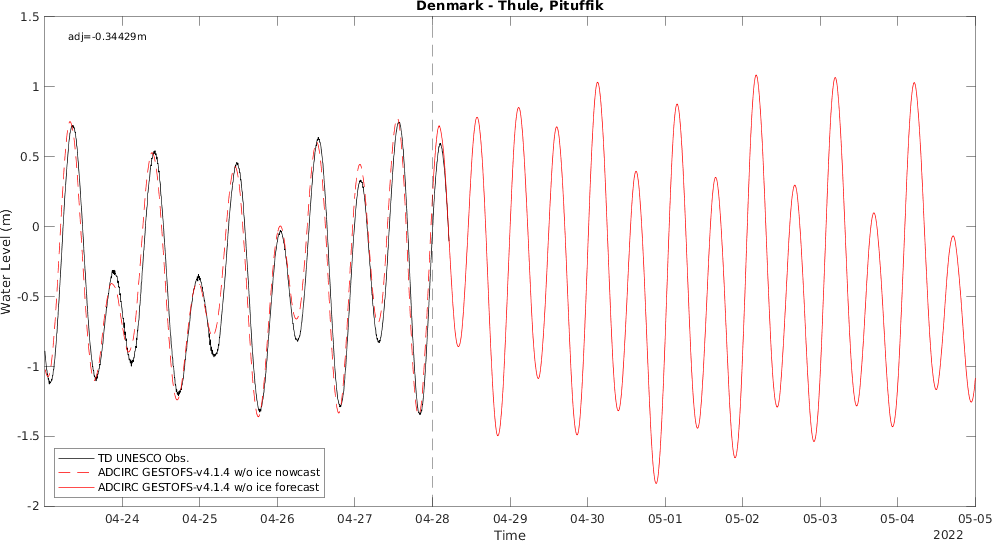 Denmark - Thule, Pituffik
adj=-0.34429m
1.5
1
0.5
0
-0.5
-1
-1.5
-2
Water Level (m)
TD UNESCO Obs.
ADCIRC GESTOFS-v4.1.4 w/o ice nowcast
ADCIRC GESTOFS-v4.1.4 w/o ice forecast
04-24 04-25 04-26 04-27 04-28 04-29 04-30 05-01 05-02 05-03 05-04 05-05
Time
2022